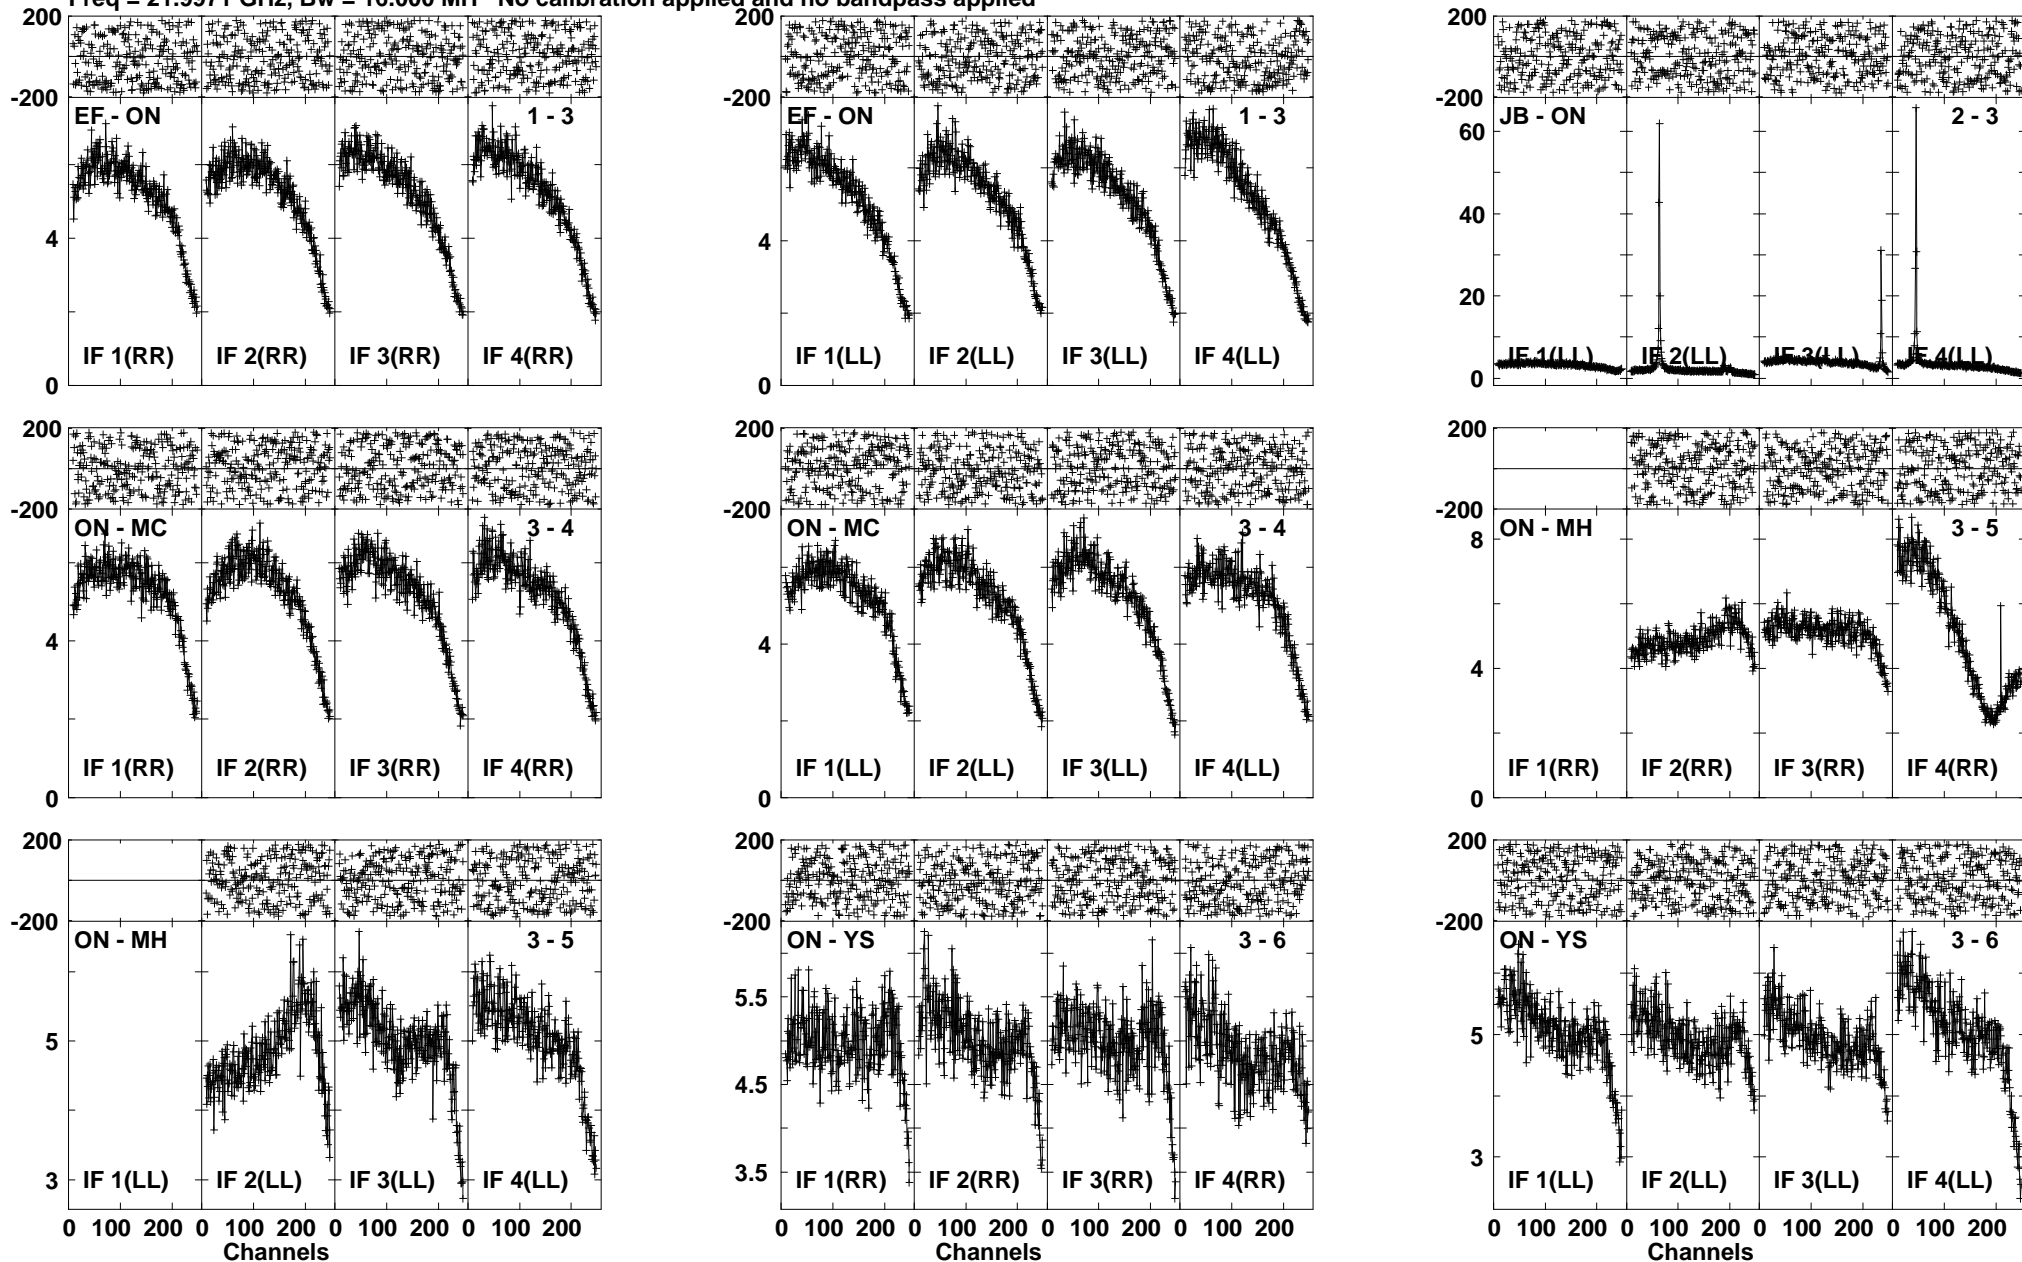 Freq = 21.9971 GHz, Bw = 16.000 MH No calibration applied and no bandpass applied
200
-200
EF - ON 1 - 3
4
0
IF 1(RR) IF 2(RR) IF 3(RR) IF 4(RR)
EF - ON 1 - 3
4
0
IF 1(LL) IF 2(LL) IF 3(LL) IF 4(LL)
200
-200
JB - ON 2 - 3
60
40
20
0
IF 1(LL) IF 2(LL) IF 3(LL) IF 4(LL)
200
-200
ON - MC 3 - 4
4
0
IF 1(RR) IF 2(RR) IF 3(RR) IF 4(RR)
200
-200
ON - MC 3 - 4
4
0
IF 1(LL) IF 2(LL) IF 3(LL) IF 4(LL)
200
-200
ON - MH 3 - 5
8
4
0
IF 1(RR) IF 2(RR) IF 3(RR) IF 4(RR)
200
-200
ON - MH 3 - 5
5
3
IF 1(LL) IF 2(LL) IF 3(LL) IF 4(LL)
0 100 200 0 100 200 0 100 200 0 100 200
Channels
200
-200
ON - YS 3 - 6
5.5
4.5
3.5
IF 1(RR) IF 2(RR) IF 3(RR) IF 4(RR)
0 100 200 0 100 200 0 100 200 0 100 200
200
-200
ON - YS 3 - 6
5
3
IF 1(LL) IF 2(LL) IF 3(LL) IF 4(LL)
0 100 200 0 100 200 0 100 200 0 100 200
Channels